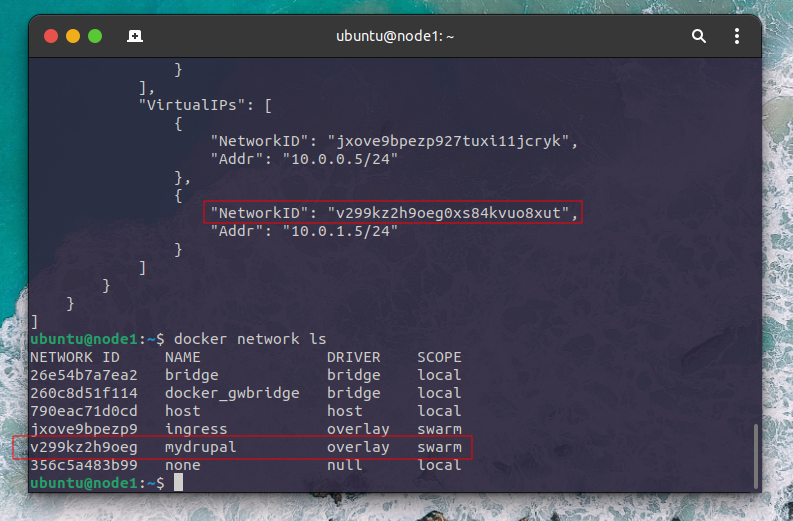 ubuntu@node1: ~
            }
        ],
        "VirtualIPs": [
            {
                "NetworkID": "jxove9bpezp927tuxi11jcryk",
                "Addr": "10.0.0.5/24"
            },
            {
                "NetworkID": "v299kz2h9oeg0xs84kvuo8xut",
                "Addr": "10.0.1.5/24"
            }
        ]
    }
}
]
ubuntu@node1:~$ docker network ls
NETWORK ID     NAME              DRIVER    SCOPE
26e54b7a7ea2   bridge            bridge    local
260c8d51f114   docker_gwbridge   bridge    local
790eac71d0cd   host              host      local
jxove9bpezp9   ingress           overlay   swarm
v299kz2h9oeg   mydrupal          overlay   swarm
356c5a483b99   none              null      local
ubuntu@node1:~$